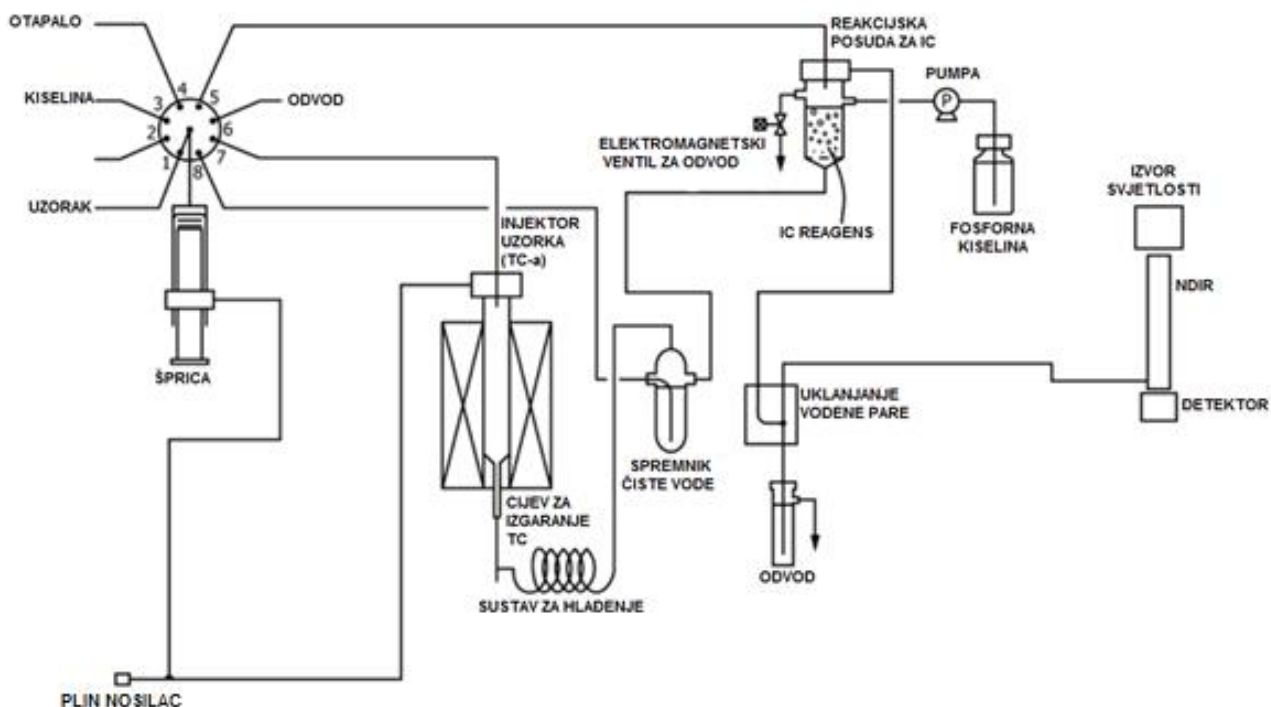 OTAPALO
KISELINA
UZORAK
ODVOD
3
4
5
2
6
1
7
8
ŠPRICA
PLIN NOSILAC
INJEKTOR
UZORKA
(TC-a)
CIJEV ZA
IZGARANJE
TC
SUSTAV ZA HLAĐENJE
SPREMNIK
ČISTE VODE
REAKCIJSKA
POSUDA ZA IC
ELEKTROMAGNETSKI
VENTIL ZA ODVOD
IC REAGENS
PUMPA
P
FOSFORNA
KISELINA
UKLANJANJE
VODENE PARE
ODVOD
IZVOR
SVJETLOSTI
NDIR
DETEKTOR